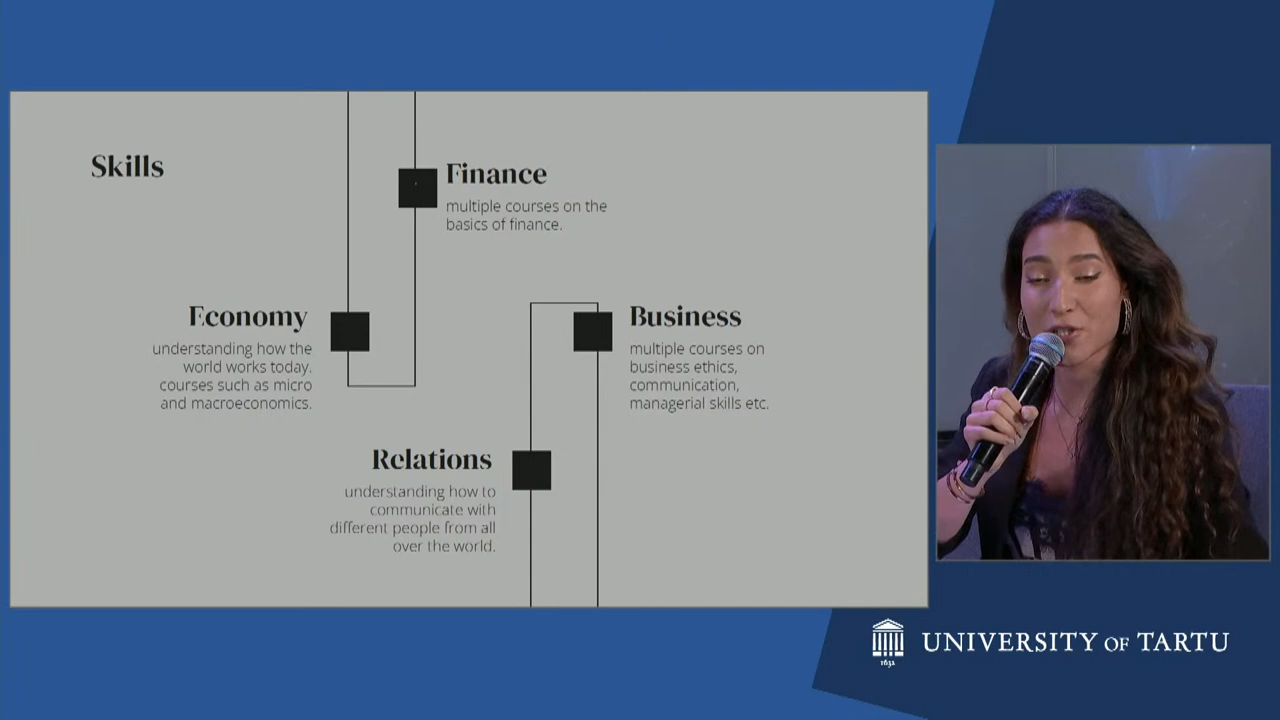 Skills
Finance
multiple courses on the
basics of finance.
Economy
understanding how the
world works today.
courses such as micro
and macroeconomics.
Business
multiple courses on
business ethics,
communication,
managerial skills etc.
Relations
understanding how to
communicate with
different people from all
over the world.
UNIVERSITY OF TARTU
1632